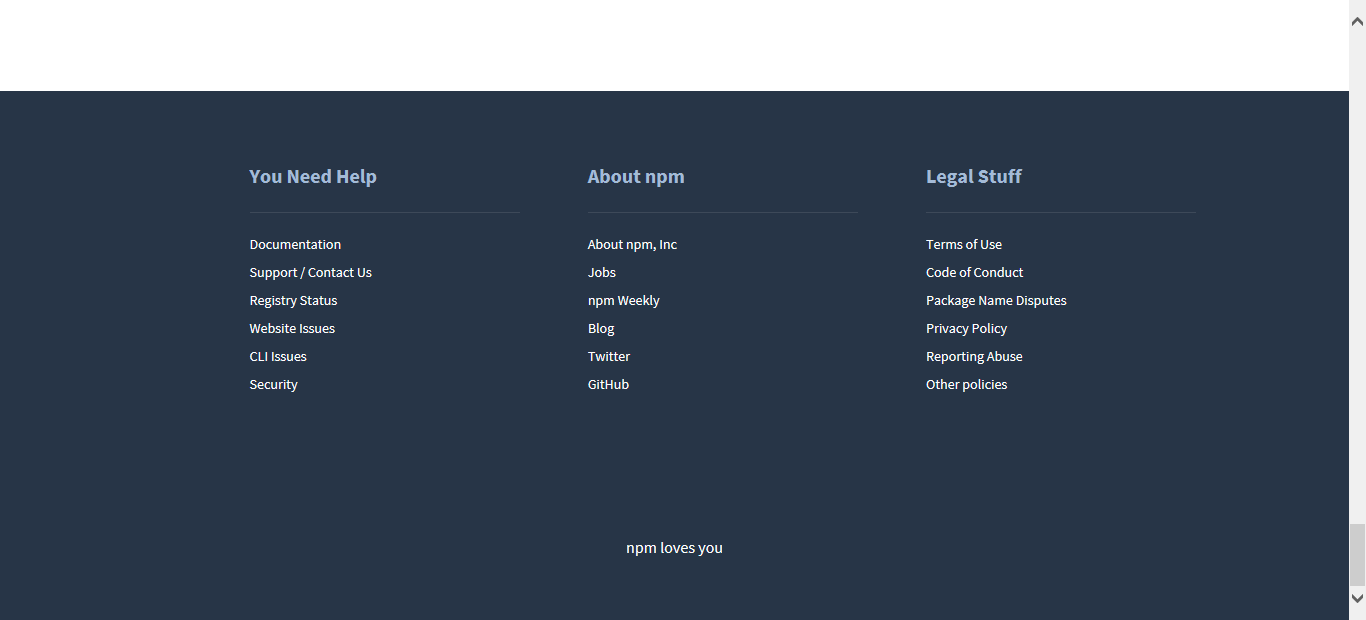 You Need Help
Documentation
Support / Contact Us
Registry Status
Website Issues
CLI Issues
Security
About npm
About npm, Inc
Jobs
npm Weekly
Blog
Twitter
GitHub
Legal Stuff
Terms of Use
Code of Conduct
Package Name Disputes
Privacy Policy
Reporting Abuse
Other policies
npm loves you